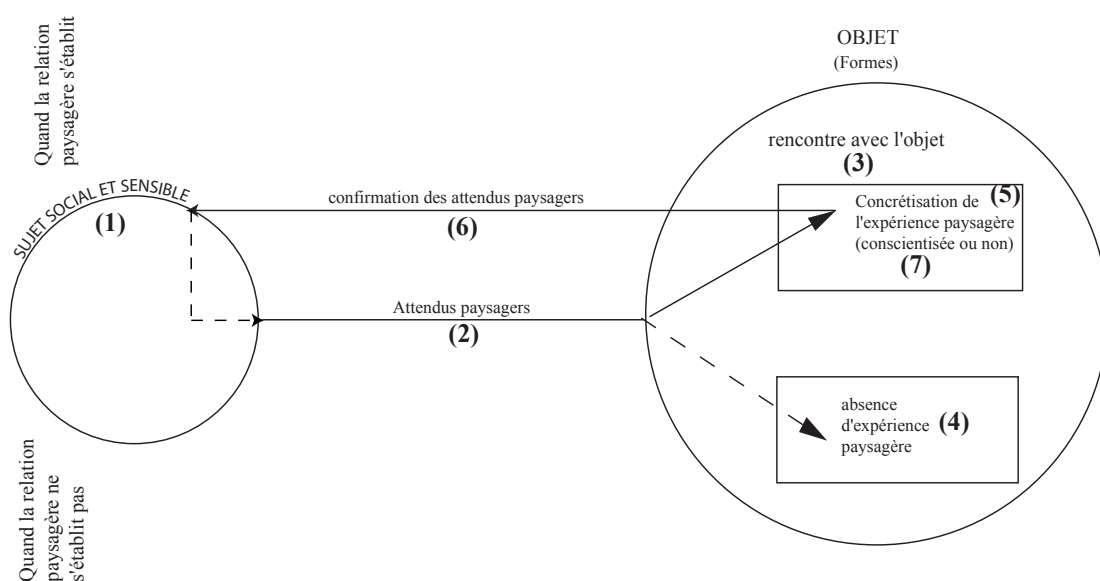 Quand la relation
paysagère s'établit
OBJET
(Formes)
rencontre avec l'objet
(3)
SUJET SOCIAL ET SENSIBLE
(1)
confirmation des attendus paysagers
(6)
(5)
Concrétisation de
l'expérience paysagère
(conscientisée ou non)
(7)
Attendus paysagers
(2)
absence
d'expérience
paysagère
(4)
Quand la relation
paysagère ne
s'établit pas